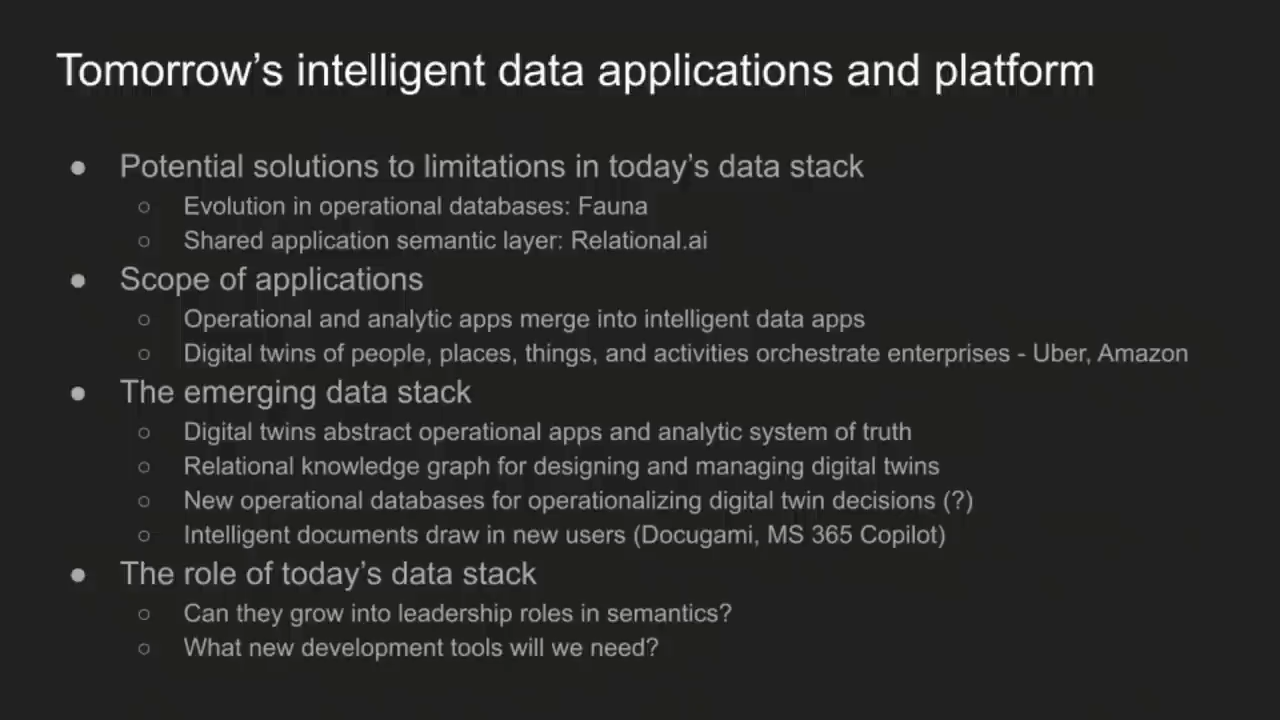 Tomorrow’s intelligent data applications and platform
● Potential solutions to limitations in today’s data stack
○ Evolution in operational databases: Fauna
○ Shared application semantic layer: Relational.ai
● Scope of applications
○ Operational and analytic apps merge into intelligent data apps
○ Digital twins of people, places, things, and activities orchestrate enterprises - Uber, Amazon
● The emerging data stack
○ Digital twins abstract operational apps and analytic system of truth
○ Relational knowledge graph for designing and managing digital twins
○ New operational databases for operationalizing digital twin decisions (?)
○ Intelligent documents draw in new users (Docugami, MS 365 Copilot)
● The role of today’s data stack
○ Can they grow into leadership roles in semantics?
○ What new development tools will we need?